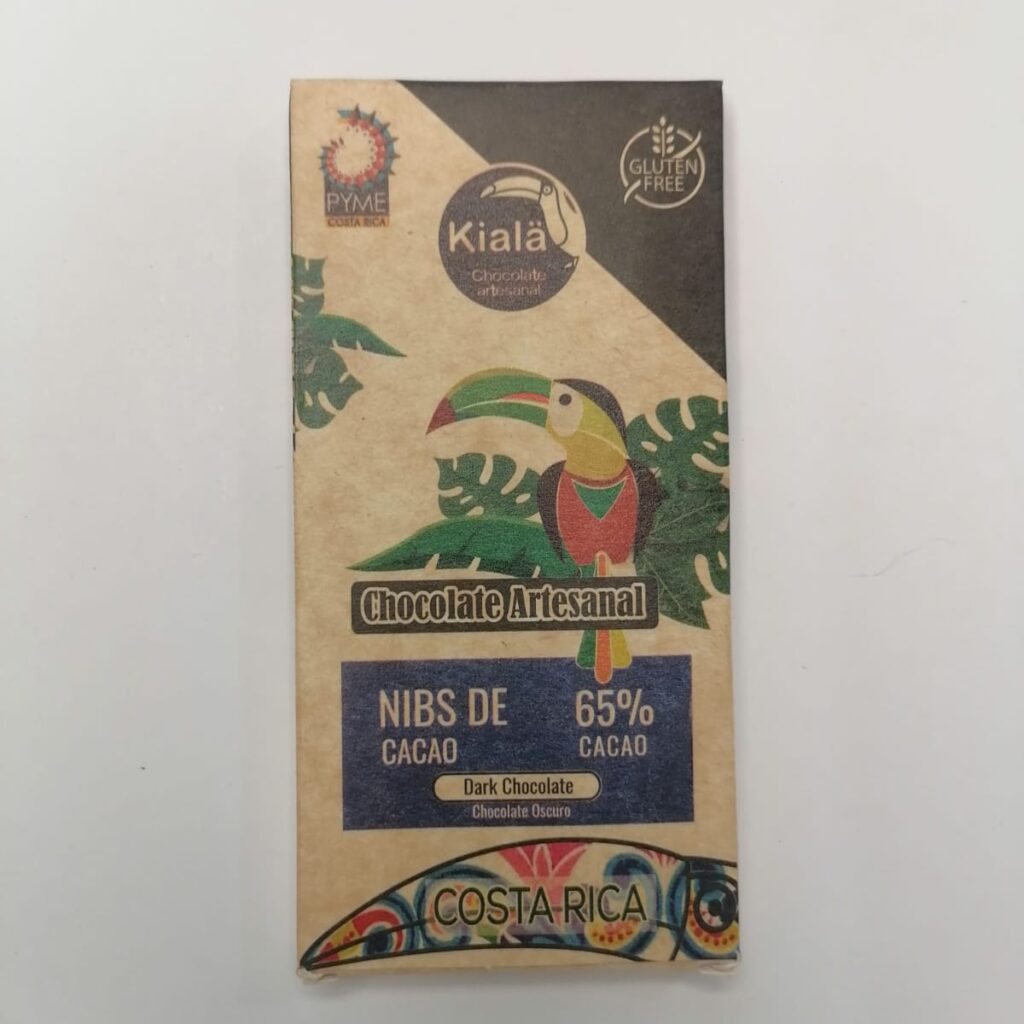 PYME
COSTA RICA
GLUTEN
FREE
Kialä
Chocolate
artesanal
Chocolate Artesanal
NIBS DE
CACAO
65%
CACAO
Dark Chocolate
Chocolate Oscuro
COSTA RICA